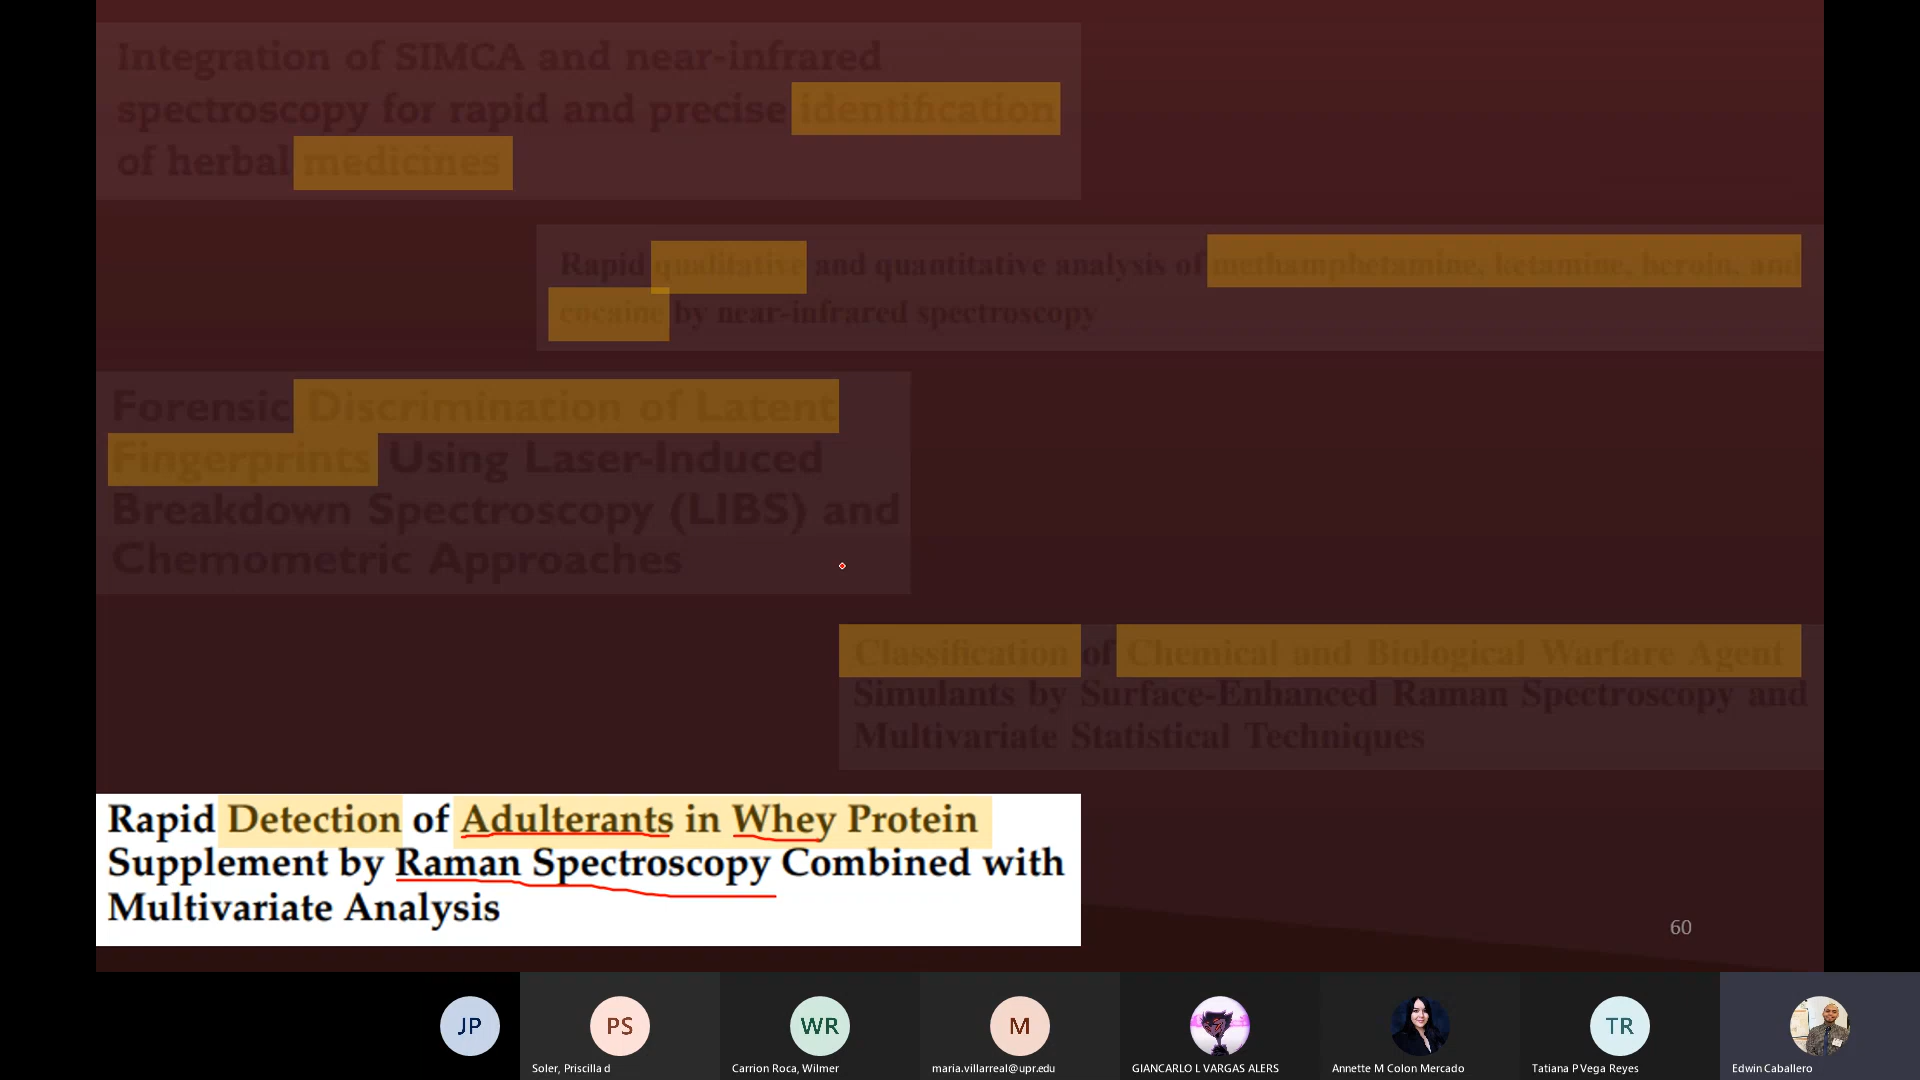 Integration of SIMCA and near-infrared
spectroscopy for rapid and precise identification
of herbal medicines
Rapid qualitative and quantitative analysis of methamphetamine, ketamine, heroin, and
cocaine by near-infrared spectroscopy
Forensic Discrimination of Latent
Fingerprints Using Laser-Induced
Breakdown Spectroscopy (LIBS) and
Chemometric Approaches
Classification of Chemical and Biological Warfare Agent
Simulants by Surface-Enhanced Raman Spectroscopy and
Multivariate Statistical Techniques
Rapid Detection of Adulterants in Whey Protein
Supplement by Raman Spectroscopy Combined with
Multivariate Analysis
60
JP
PS
WR
M
TR
Soler, Priscilla d
Carrion Roca, Wilmer
maria.villarreal@upr.edu
GIANCARLO L VARGAS ALERS
Annette M Colon Mercado
Tatiana P Vega Reyes
Edwin Caballero